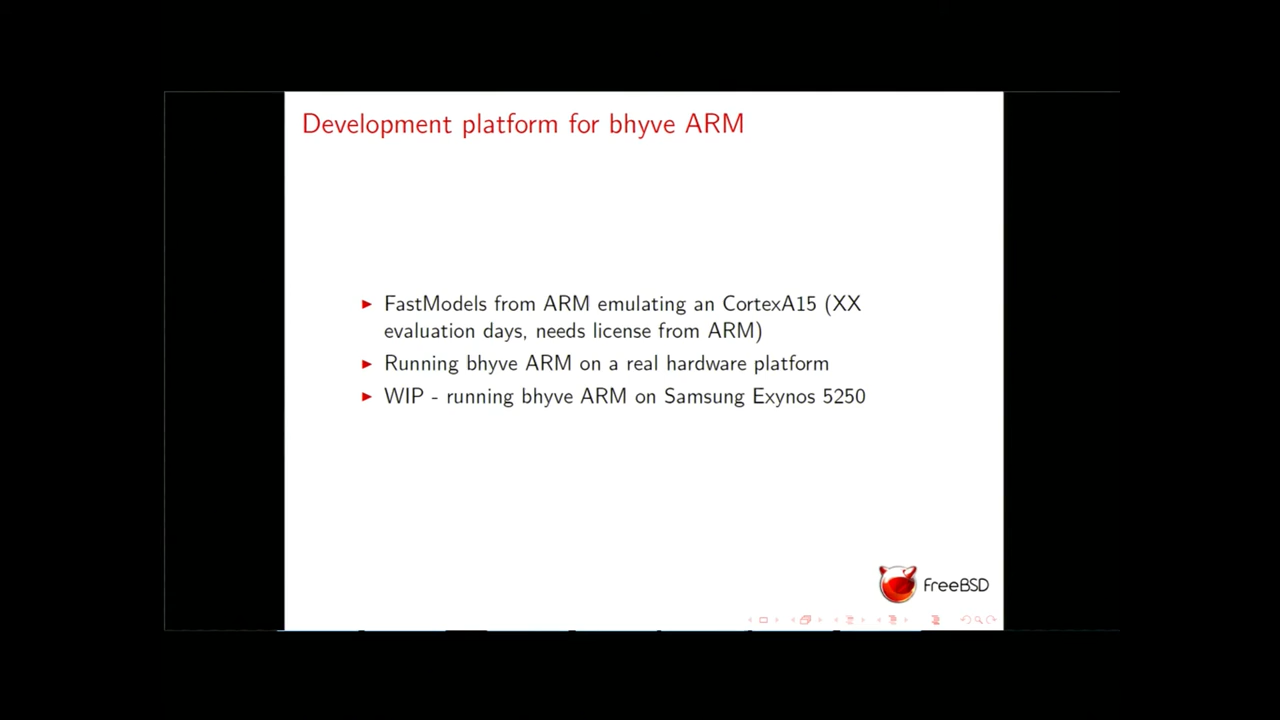 Development platform for bhyve ARM
► FastModels from ARM emulating an CortexA15 (XX
evaluation days, needs license from ARM)
► Running bhyve ARM on a real hardware platform
► WIP - running bhyve ARM on Samsung Exynos 5250
FreeBSD